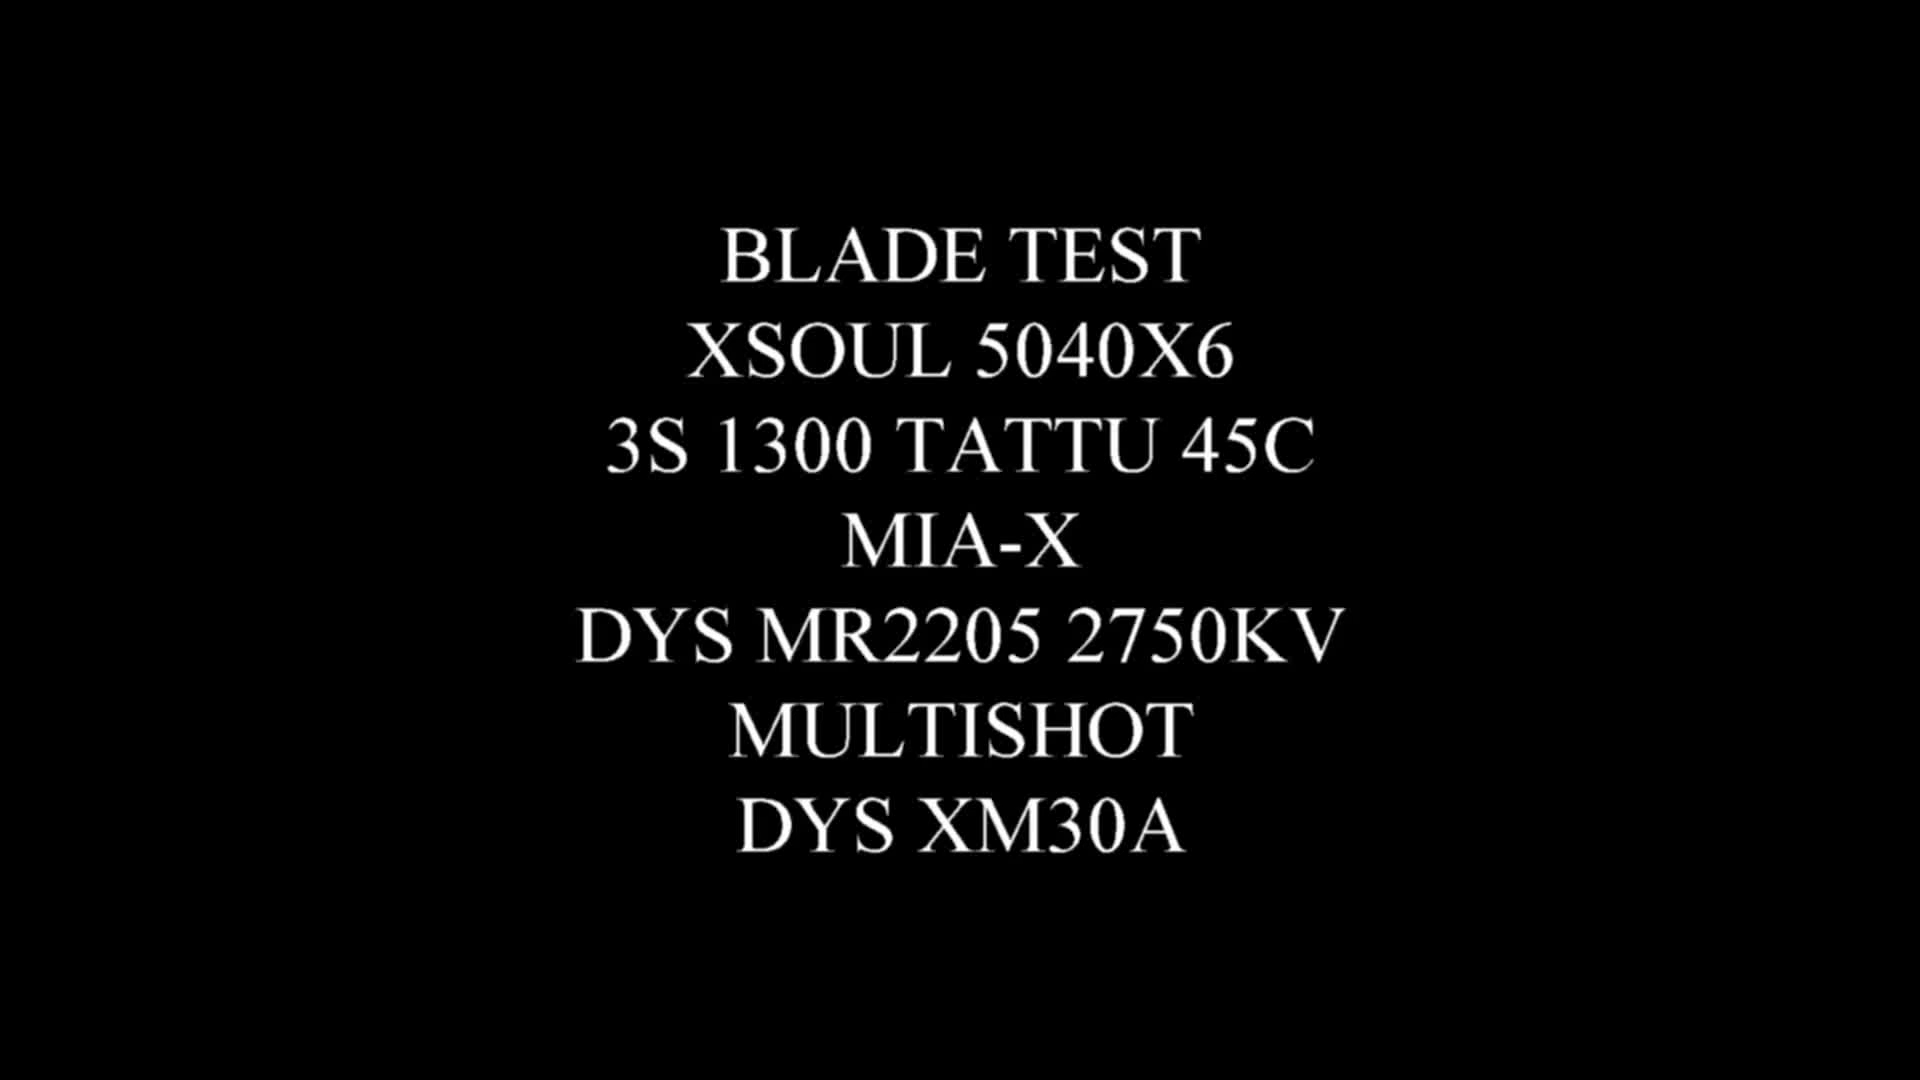 BLADE TEST
XSOUL 5040X6
3S 1300 TATTU 45C
MIA-X
DYS MR2205 2750KV
MULTISHOT
DYS XM30A